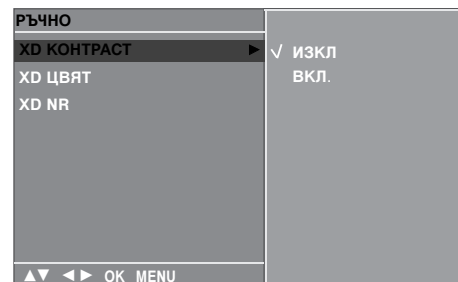 РЪЧНО
XD КОНТРАСТ ► √ ИЗКЛ
XD ЦВЯТ ВКЛ.
XD NR
▲▼ ◄► OK MENU